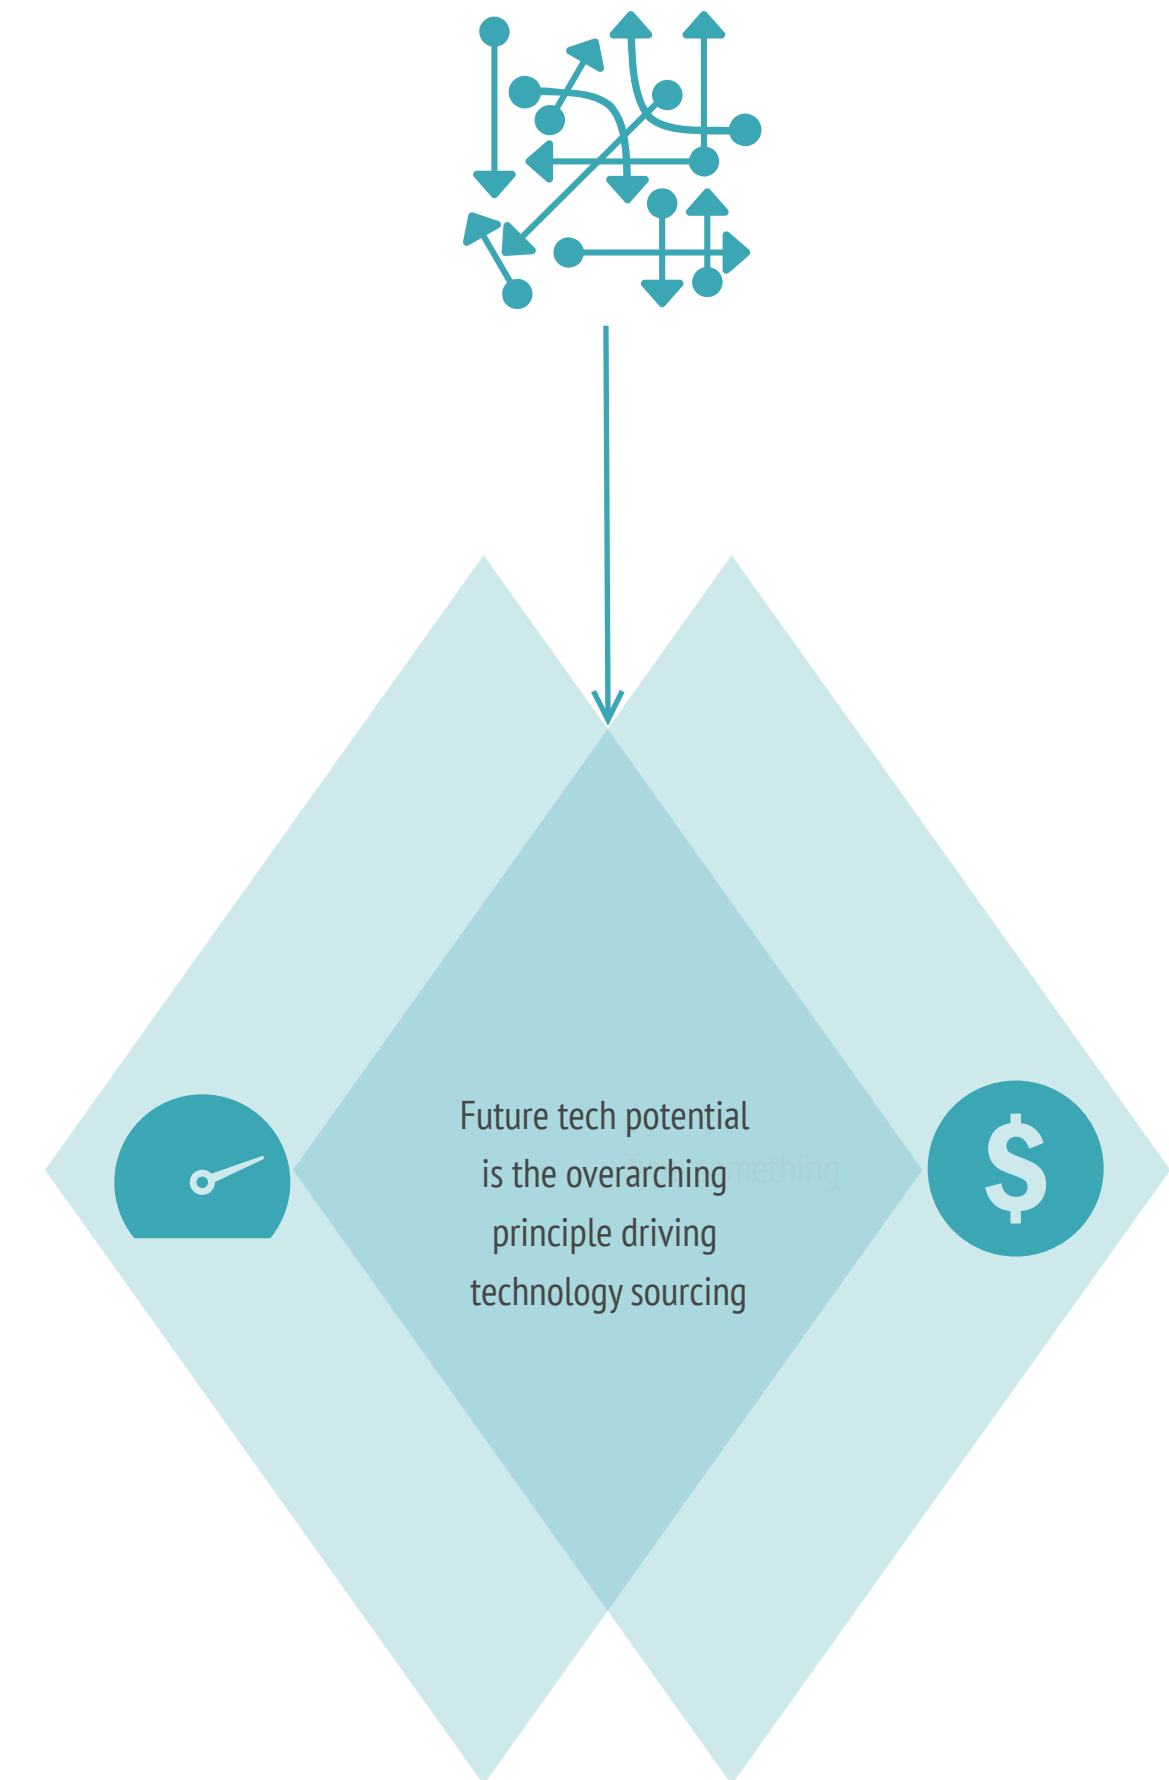 Future tech potential
is the overarching
principle driving
technology sourcing
$